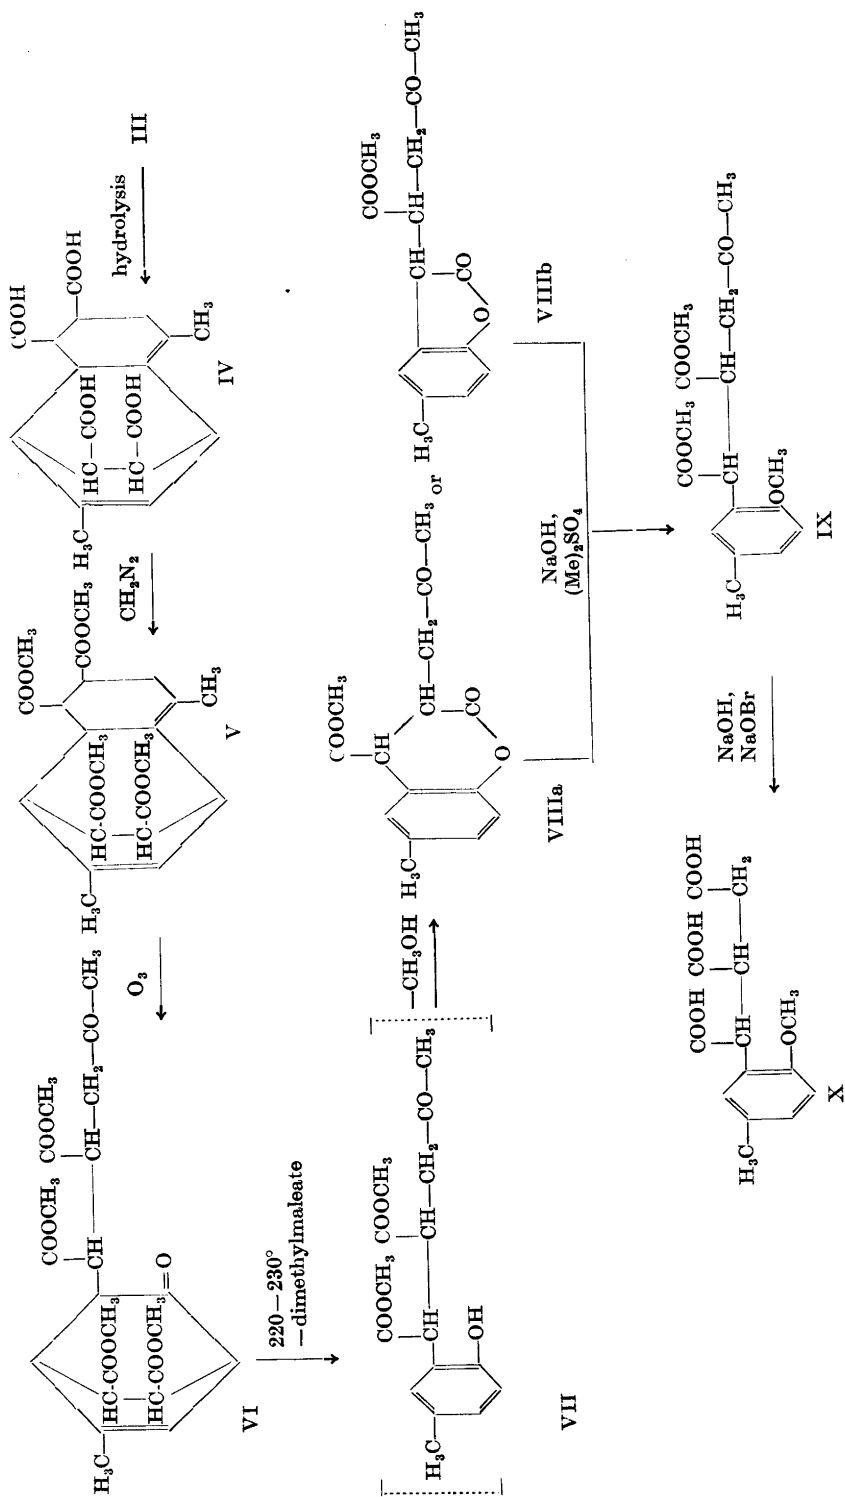 III
hydrolysis
COOH
COOH
HC–COOH
HC–COOH
H₃C
CH₃
IV
CH₂N₂
COOCH₃
COOCH₃
HC-COOCH₃
HC-COOCH₃
H₃C
CH₃
V
O₃
COOCH₃ COOCH₃
CH—CH—CH₂—CO—CH₃
HC-COOCH₃
HC-COOCH₃
=O
H₃C
VI
220–230°
—dimethylmaleate
COOCH₃ COOCH₃
CH—CH—CH₂—CO—CH₃
H₃C
OH
VII
—CH₃OH
COOCH₃
CH
CH—CH₂—CO—CH₃
CO
O
H₃C
VIIIa
or
COOCH₃
CH—CH—CH₂—CO—CH₃
CO
O
H₃C
VIIIb
NaOH,
(Me)₂SO₄
COOCH₃ COOCH₃
CH—CH—CH₂—CO—CH₃
H₃C
OCH₃
IX
NaOH,
NaOBr
COOH COOH COOH
CH—CH—CH₂
H₃C
OCH₃
X